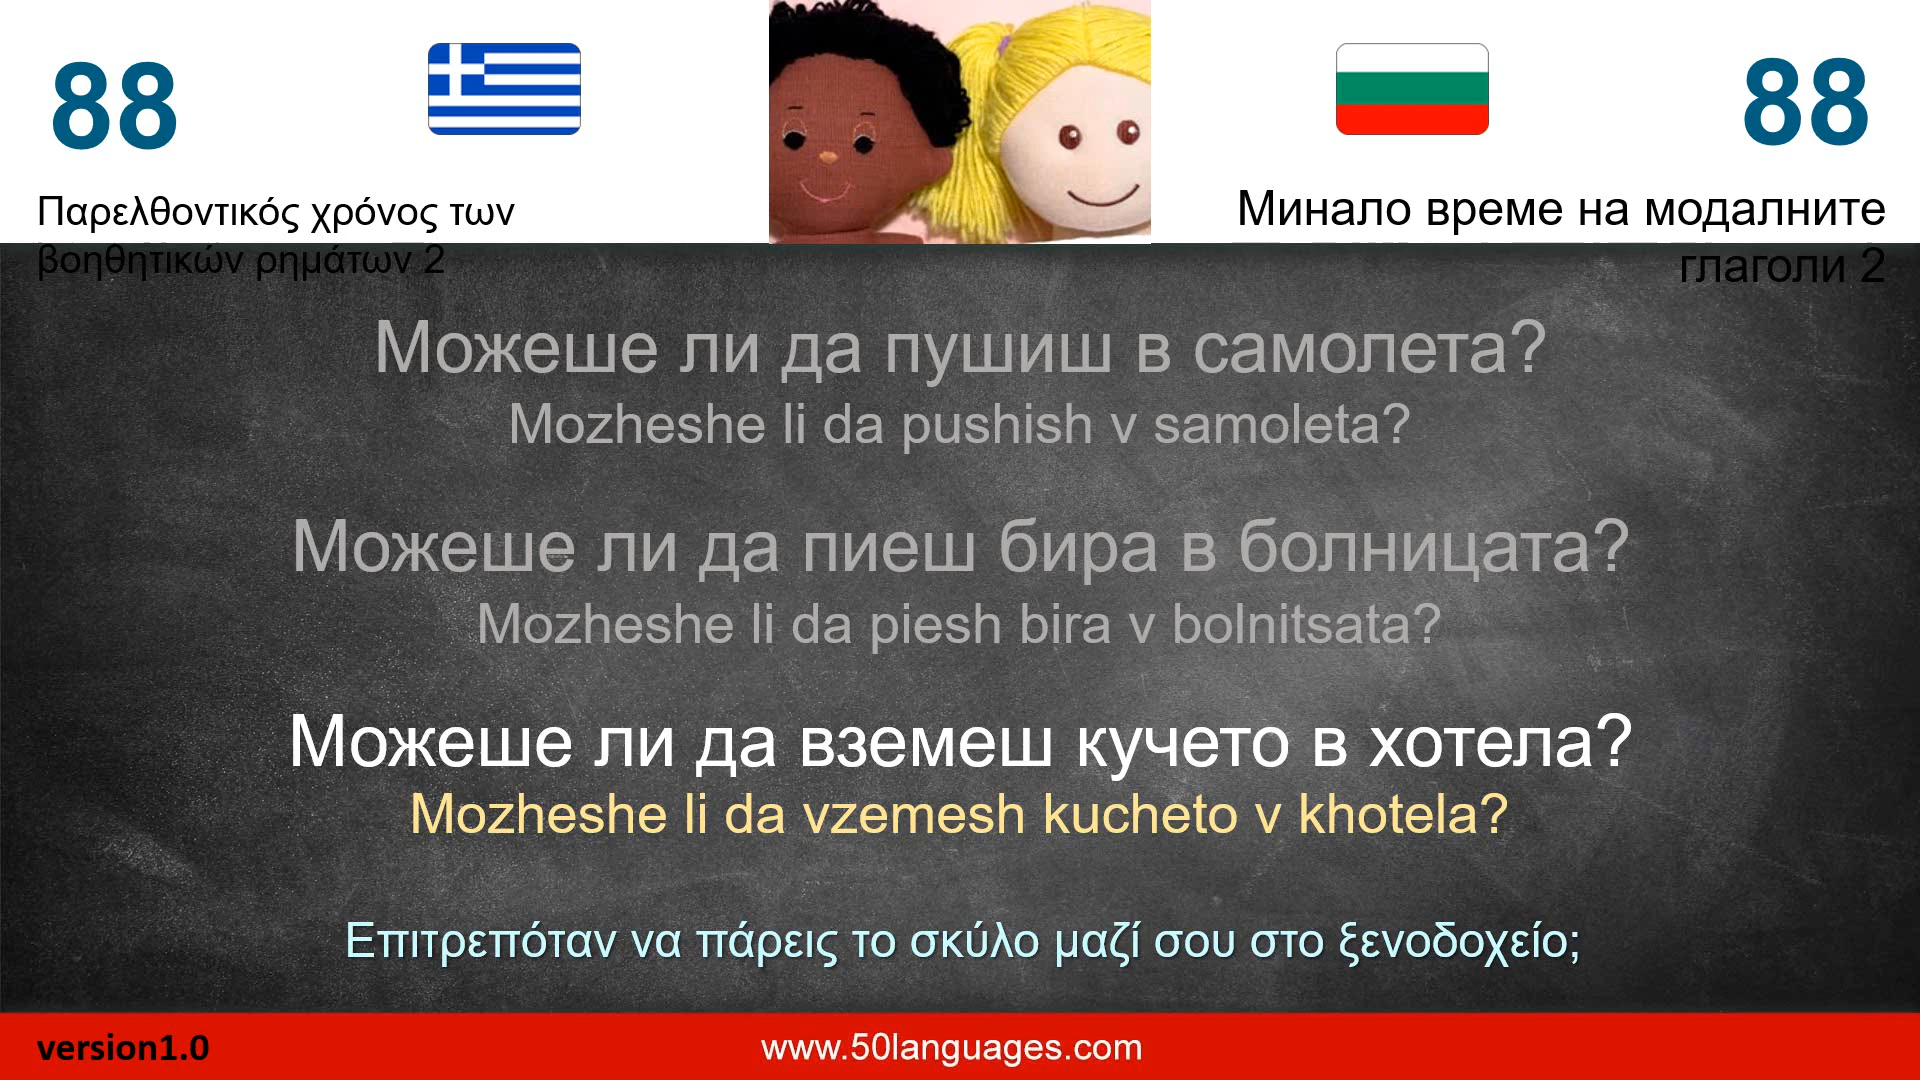 88
88
Παρελθοντικός χρόνος των
βοηθητικών ρημάτων 2
Минало време на модалните
глаголи 2
Можеше ли да пушиш в самолета?
Mozheshe li da pushish v samoleta?
Можеше ли да пиеш бира в болницата?
Mozheshe li da piesh bira v bolnitsata?
Можеше ли да вземеш кучето в хотела?
Mozheshe li da vzemesh kucheto v khotela?
Επιτρεπόταν να πάρεις το σκύλο μαζί σου στο ξενοδοχείο;
version1.0
www.50languages.com